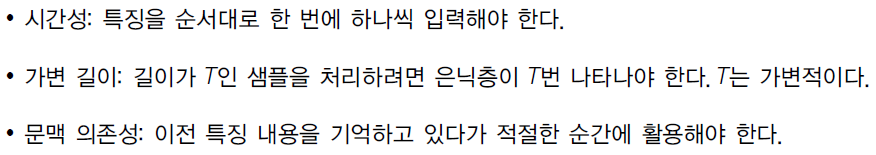 • 시간성: 특징을 순서대로 한 번에 하나씩 입력해야 한다.
• 가변 길이: 길이가 T인 샘플을 처리하려면 은닉층이 T번 나타나야 한다. T는 가변적이다.
• 문맥 의존성: 이전 특징 내용을 기억하고 있다가 적절한 순간에 활용해야 한다.